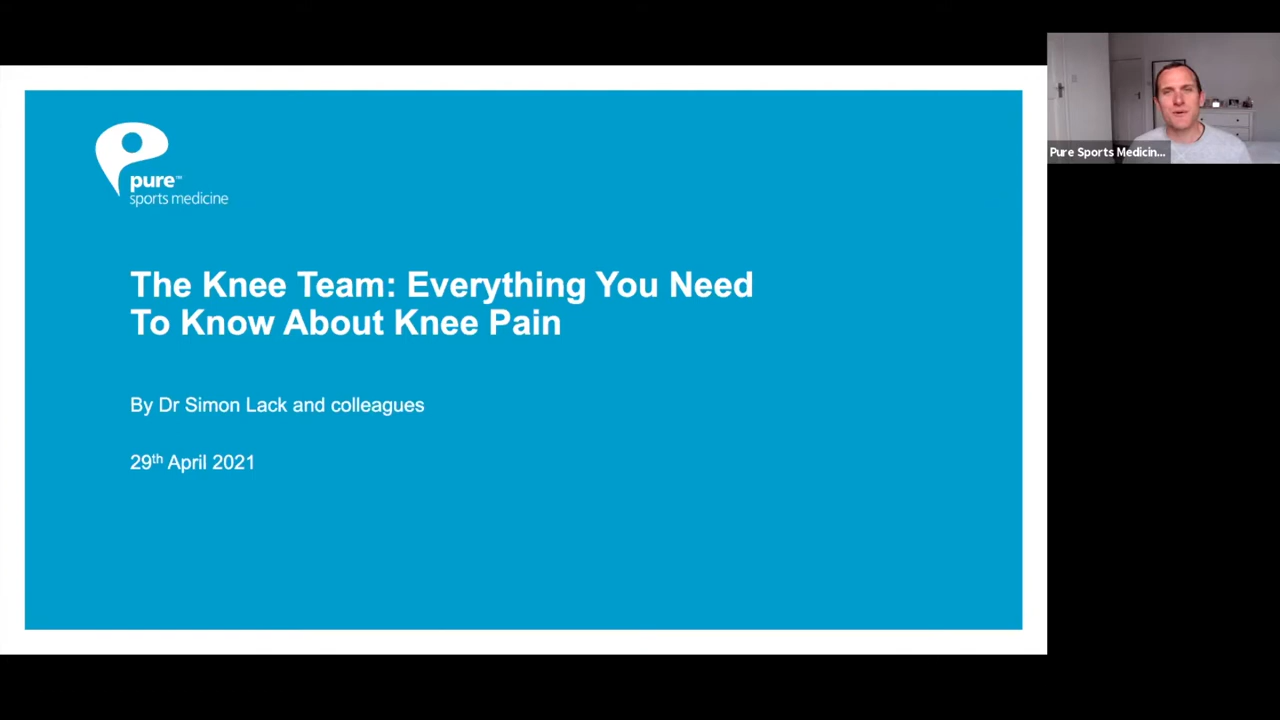 pure™
sports medicine
The Knee Team: Everything You Need
To Know About Knee Pain
By Dr Simon Lack and colleagues
29th April 2021
Pure Sports Medicin...